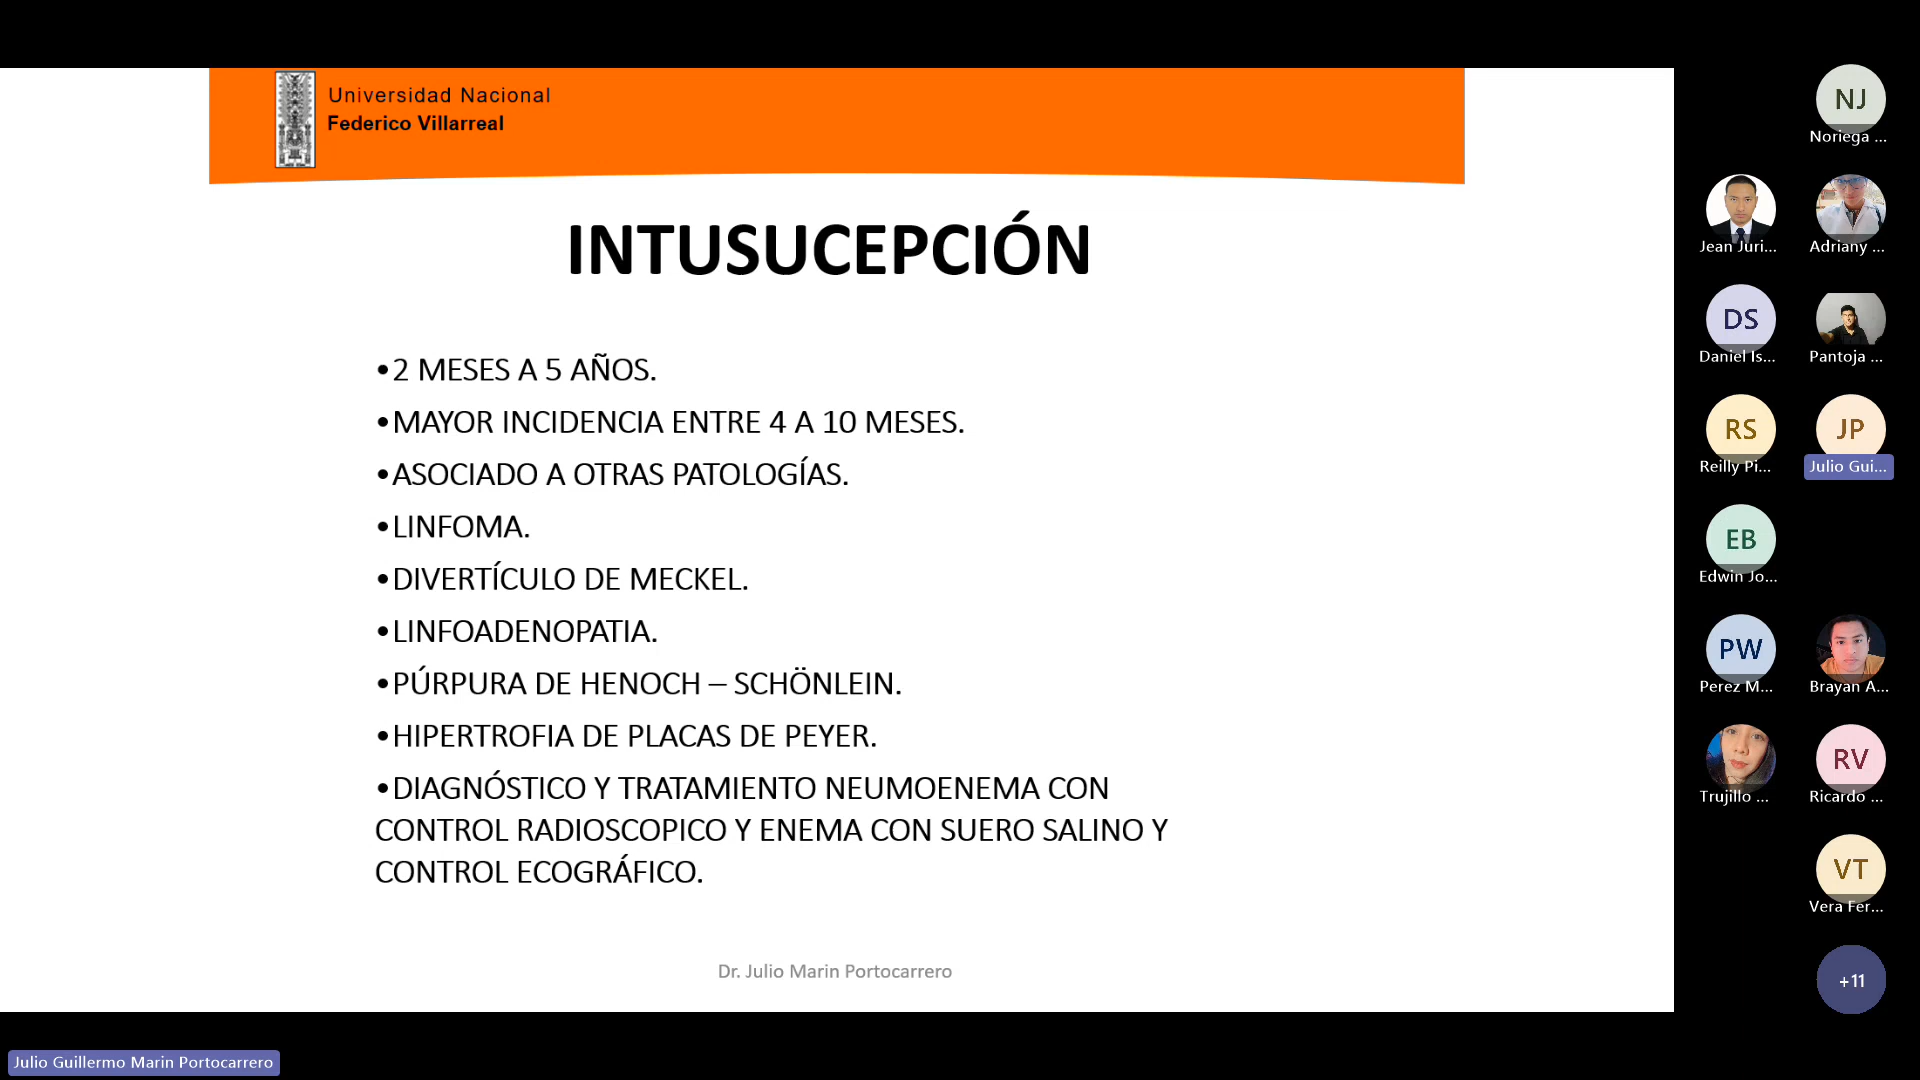 Universidad Nacional
Federico Villarreal
INTUSUCEPCIÓN
•2 MESES A 5 AÑOS.
•MAYOR INCIDENCIA ENTRE 4 A 10 MESES.
•ASOCIADO A OTRAS PATOLOGÍAS.
•LINFOMA.
•DIVERTÍCULO DE MECKEL.
•LINFOADENOPATIA.
•PÚRPURA DE HENOCH – SCHÖNLEIN.
•HIPERTROFIA DE PLACAS DE PEYER.
•DIAGNÓSTICO Y TRATAMIENTO NEUMOENEMA CON
CONTROL RADIOSCOPICO Y ENEMA CON SUERO SALINO Y
CONTROL ECOGRÁFICO.
Dr. Julio Marin Portocarrero
NJ
Noriega ...
Jean Juri...
Adriany ...
DS
Daniel Is...
Pantoja ...
RS
Reilly Pi...
JP
Julio Gui...
EB
Edwin Jo...
PW
Perez M...
Brayan A...
Trujillo ...
RV
Ricardo ...
VT
Vera Fer...
+11
Julio Guillermo Marin Portocarrero